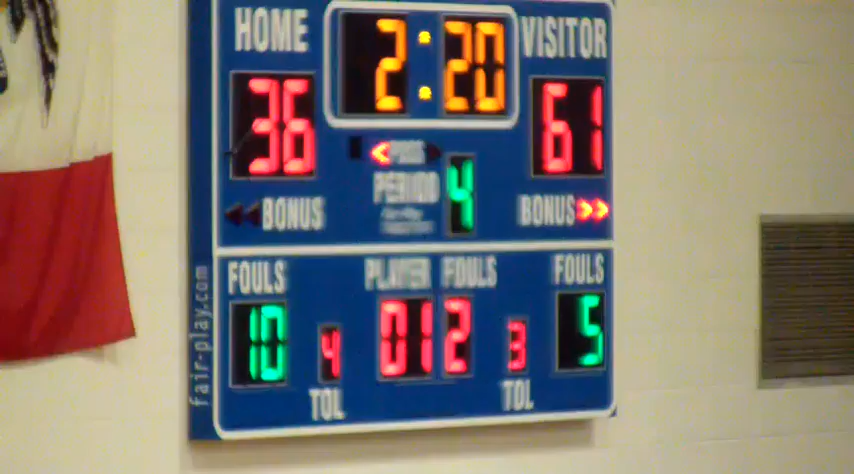 HOME 2:20 VISITOR
36 61
POSS
PERIOD 4
BONUS BONUS
FOULS PLAYER FOULS FOULS
10 4 01 2 3 5
TOL TOL
fair-play.com